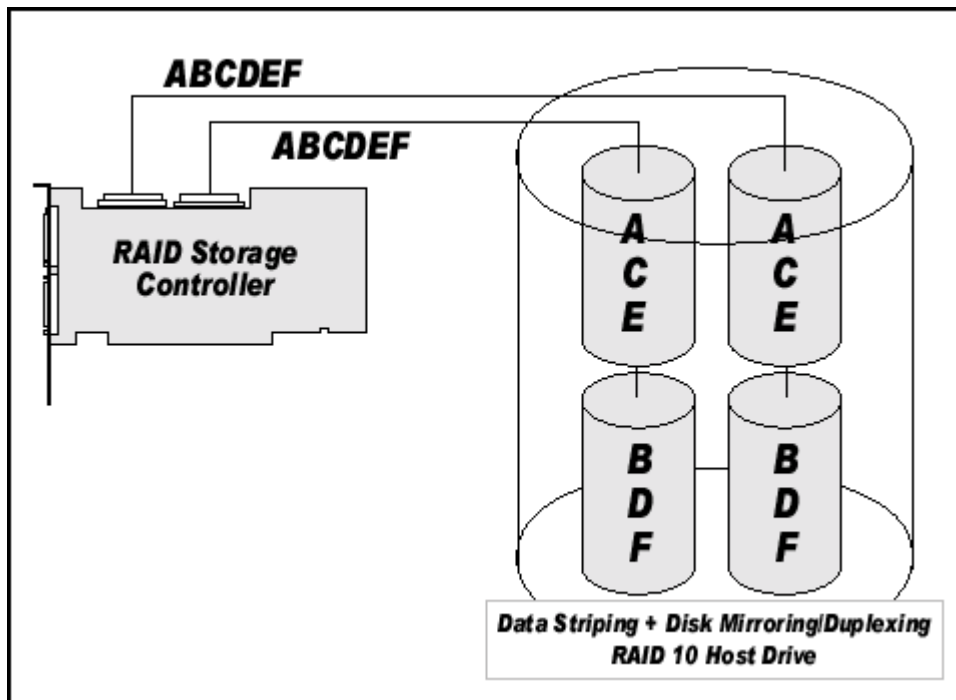 ABCDEF
ABCDEF
RAID Storage
Controller
A
C
E
A
C
E
B
D
F
B
D
F
Data Striping + Disk Mirroring/Duplexing
RAID 10 Host Drive